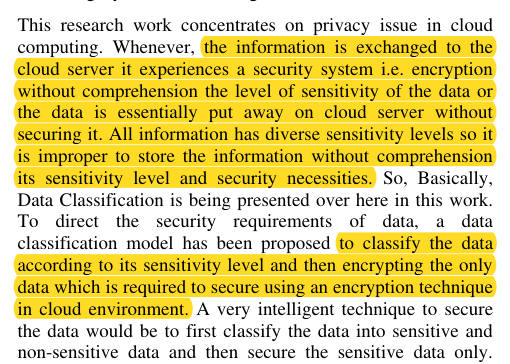 This research work concentrates on privacy issue in cloud
computing. Whenever, the information is exchanged to the
cloud server it experiences a security system i.e. encryption
without comprehension the level of sensitivity of the data or
the data is essentially put away on cloud server without
securing it. All information has diverse sensitivity levels so it
is improper to store the information without comprehension
its sensitivity level and security necessities. So, Basically,
Data Classification is being presented over here in this work.
To direct the security requirements of data, a data
classification model has been proposed to classify the data
according to its sensitivity level and then encrypting the only
data which is required to secure using an encryption technique
in cloud environment. A very intelligent technique to secure
the data would be to first classify the data into sensitive and
non-sensitive data and then secure the sensitive data only.